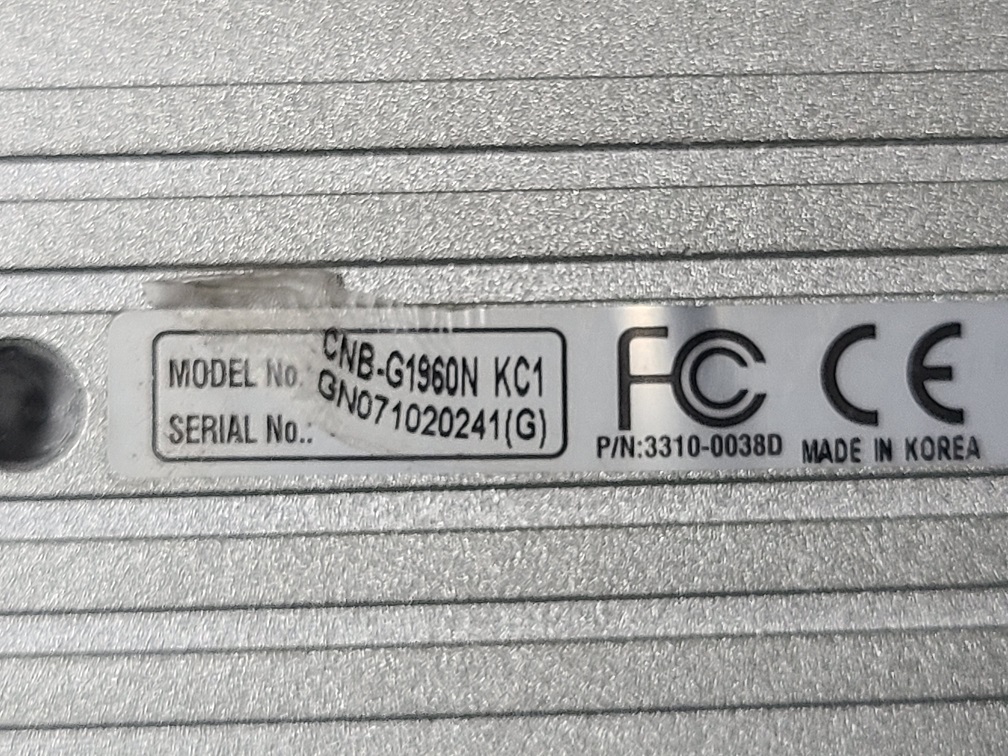 MODEL No. CNB-G1960N KC1
SERIAL No.: GN071020241(G)
FC CE
P/N:3310-0038D MADE IN KOREA